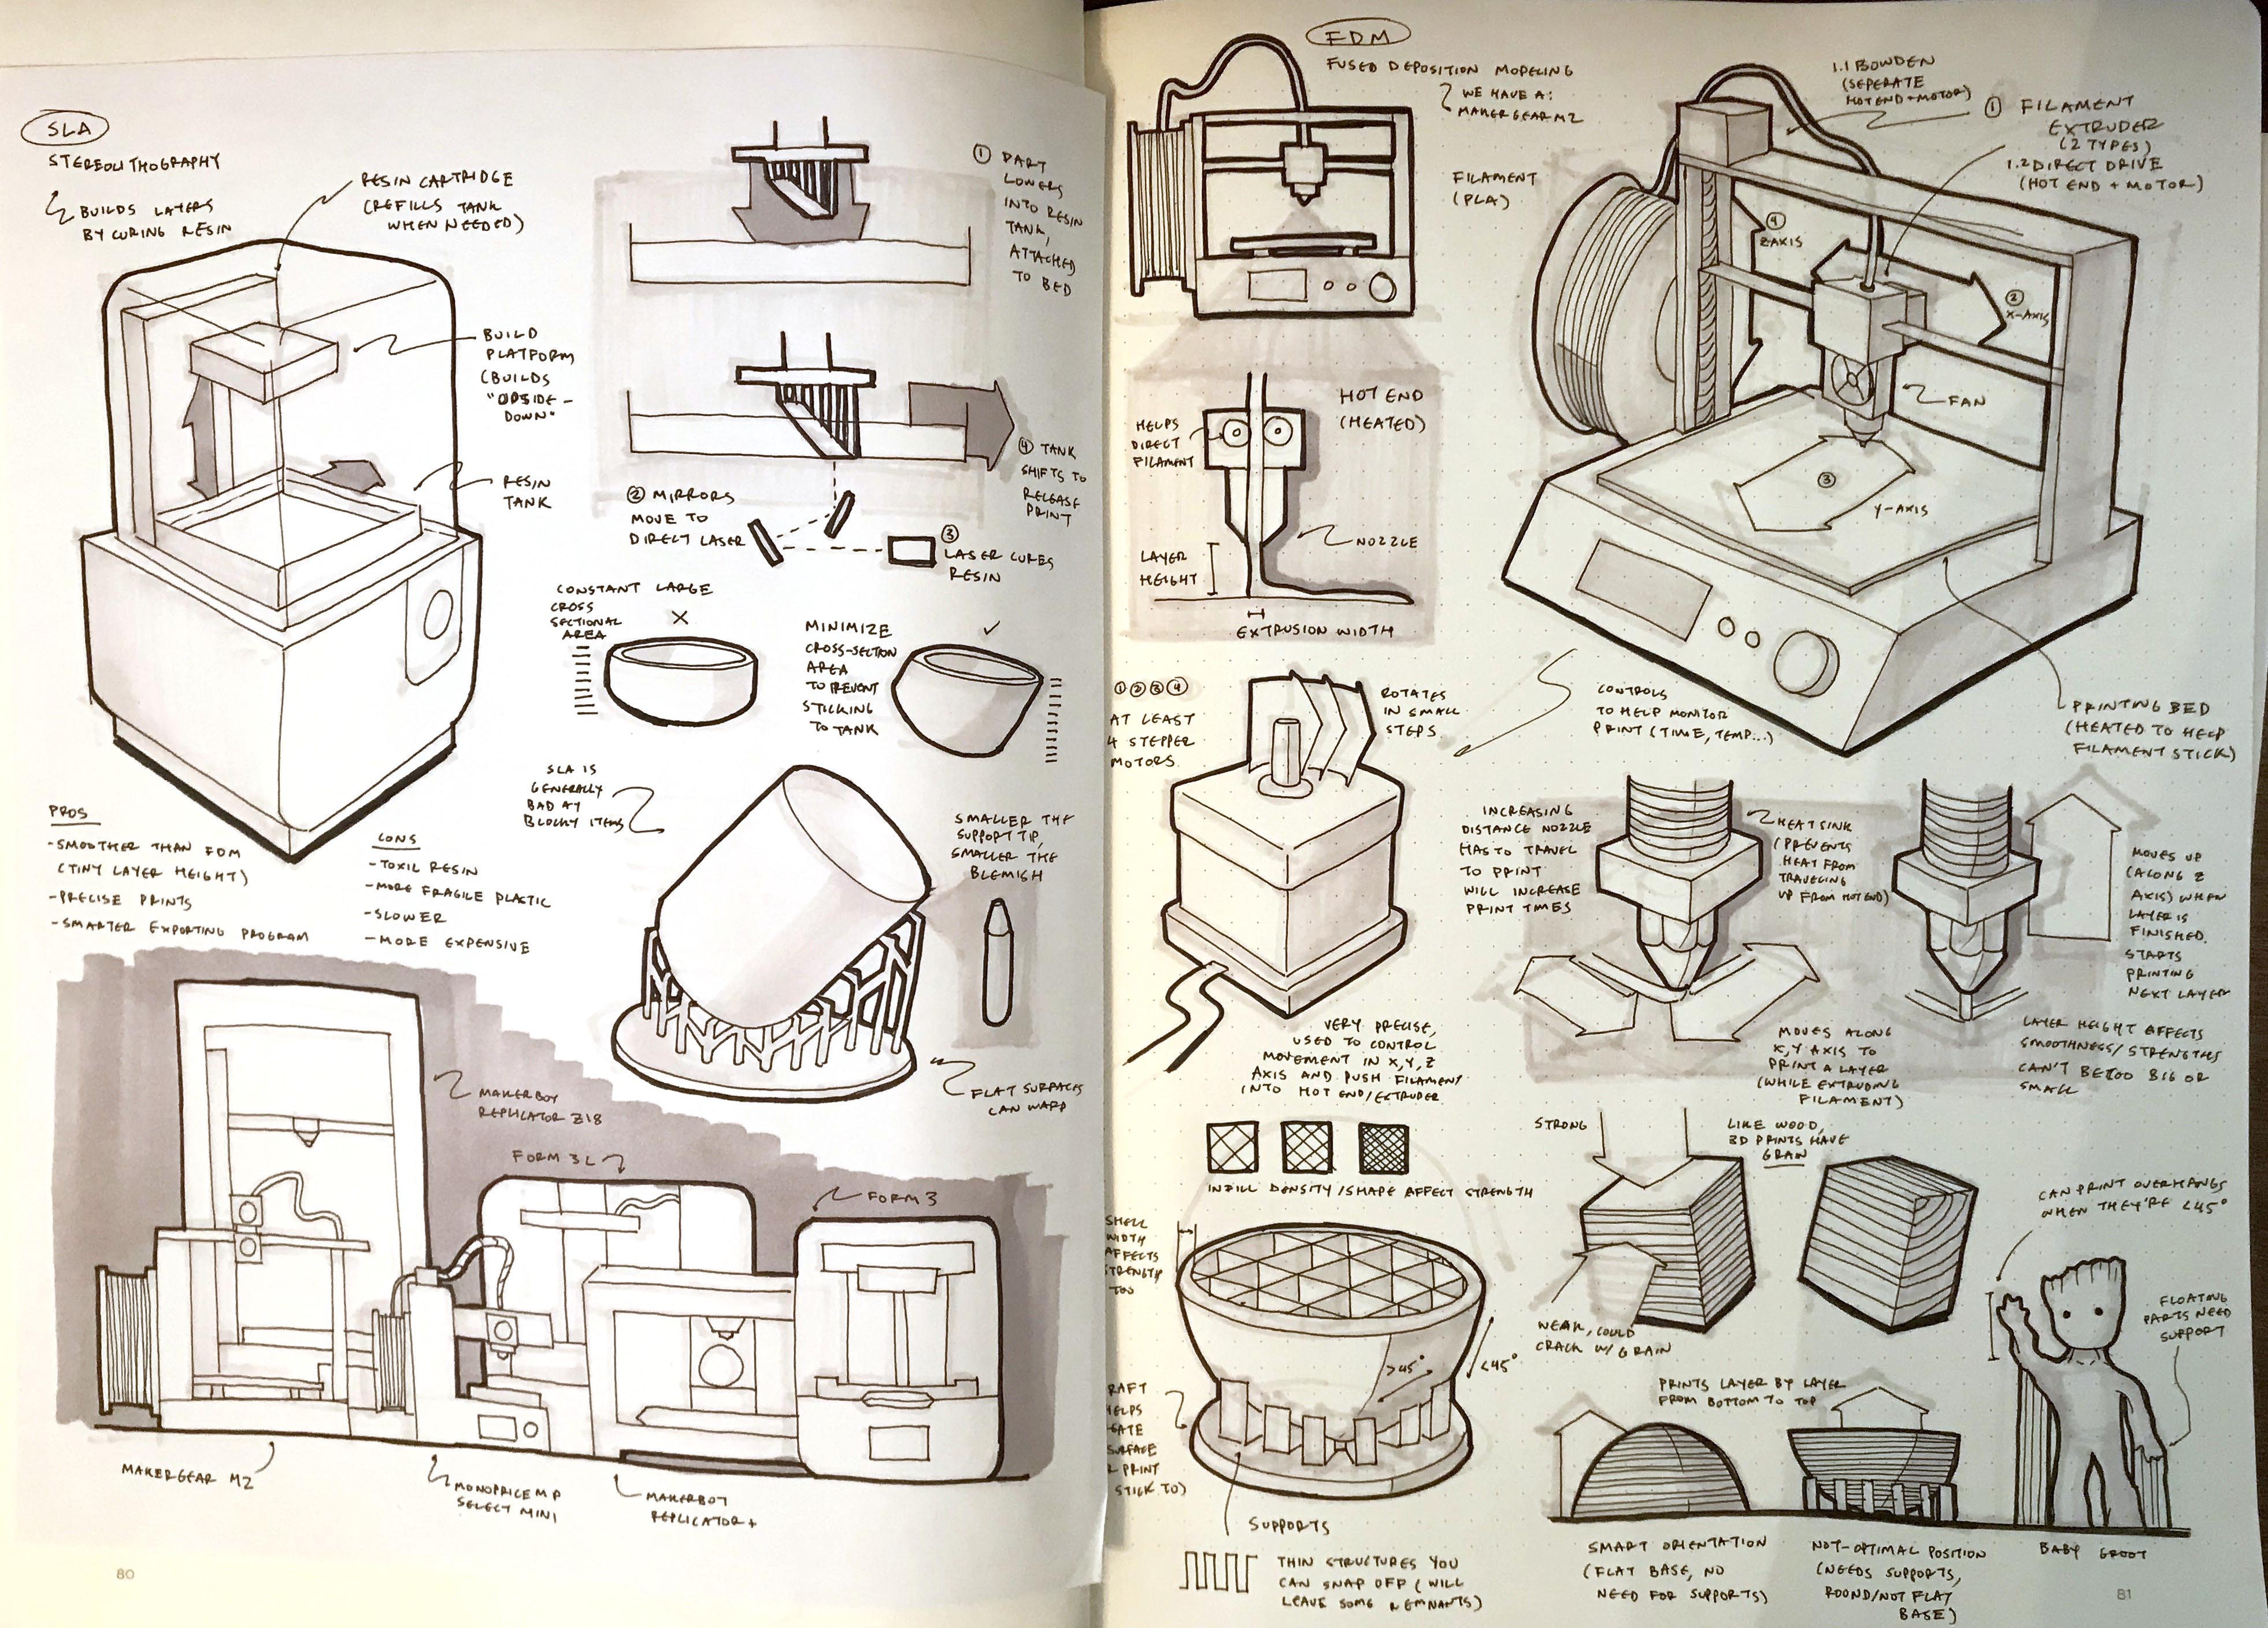 SLA
STEREOLITHOGRAPHY
BUILDS LAYERS
BY CURING RESIN
RESIN CARTRIDGE
(REFILLS TANK
WHEN NEEDED)
BUILD
PLATFORM
(BUILDS
"UPSIDE-
DOWN"
RESIN
TANK
① PART
LOWERS
INTO RESIN
TANK,
ATTACHED
TO BED
④ TANK
SHIFTS TO
RELEASE
PRINT
② MIRRORS
MOVE TO
DIRECT LASER
③
LASER CURES
RESIN
CONSTANT LARGE
CROSS
SECTIONAL
AREA
MINIMIZE
CROSS-SECTION
AREA
TO PREVENT
STICKING
TO TANK
SLA IS
GENERALLY
BAD AT
BLOCKY ITEMS
SMALLER THE
SUPPORT TIP,
SMALLER THE
BLEMISH
FLAT SURFACES
CAN WARP
PROS
-SMOOTHER THAN FDM
(TINY LAYER HEIGHT)
-PRECISE PRINTS
-SMARTER EXPORTING PROGRAM
CONS
-TOXIC RESIN
-MORE FRAGILE PLASTIC
-SLOWER
-MORE EXPENSIVE
MAKERBOT
REPLICATOR Z18
FORM 3L
FORM 3
MAKERGEAR M2
MONOPRICE MP
SELECT MINI
MAKERBOT
REPLICATOR+
80
FDM
FUSED DEPOSITION MODELING
WE HAVE A:
MAKERGEAR M2
FILAMENT
(PLA)
1.1 BOWDEN
(SEPERATE
HOT END + MOTOR)
① FILAMENT
EXTRUDER
(2 TYPES)
1.2 DIRECT DRIVE
(HOT END + MOTOR)
④
Z AXIS
②
X-AXIS
FAN
③
Y-AXIS
HOT END
(HEATED)
HELPS
DIRECT
FILAMENT
NOZZLE
LAYER
HEIGHT
EXTRUSION WIDTH
CONTROLS
TO HELP MONITOR
PRINT (TIME, TEMP...)
PRINTING BED
(HEATED TO HELP
FILAMENT STICK)
①②③④
AT LEAST
4 STEPPER
MOTORS
ROTATES
IN SMALL
STEPS
VERY PRECISE,
USED TO CONTROL
MOVEMENT IN X,Y,Z
AXIS AND PUSH FILAMENT
INTO HOT END/EXTRUDER
INCREASING
DISTANCE NOZZLE
HAS TO TRAVEL
TO PRINT
WILL INCREASE
PRINT TIMES
HEAT SINK
(PREVENTS
HEAT FROM
TRAVELING
UP FROM HOT END)
MOVES ALONG
X,Y AXIS TO
PRINT A LAYER
(WHILE EXTRUDING
FILAMENT)
MOVES UP
(ALONG Z
AXIS) WHEN
LAYER IS
FINISHED.
STARTS
PRINTING
NEXT LAYER
LAYER HEIGHT AFFECTS
SMOOTHNESS/STRENGTHS
CAN'T BE TOO BIG OR
SMALL
INFILL DENSITY/SHAPE AFFECT STRENGTH
SHELL
WIDTH
AFFECTS
STRENGTH
TOO
>45°
<45°
RAFT
HELPS
SURFACE
PRINT
STICK TO)
SUPPORTS
THIN STRUCTURES YOU
CAN SNAP OFF (WILL
LEAVE SOME REMNANTS)
STRONG
LIKE WOOD,
3D PRINTS HAVE
GRAIN
WEAK, COULD
CRACK W/ GRAIN
PRINTS LAYER BY LAYER
FROM BOTTOM TO TOP
SMART ORIENTATION
(FLAT BASE, NO
NEED FOR SUPPORTS)
NOT-OPTIMAL POSITION
(NEEDS SUPPORTS,
ROUND/NOT FLAT
BASE)
CAN PRINT OVERHANGS
WHEN THEY'RE <45°
FLOATING
PARTS NEED
SUPPORT
BABY GROOT
81